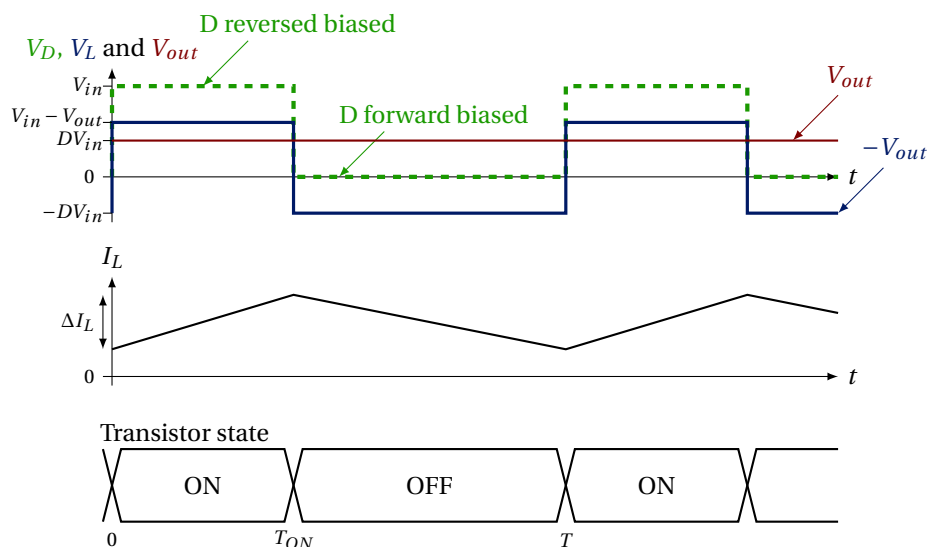 D reversed biased
V_D, V_L and V_out
V_in
V_out
V_in − V_out
D forward biased
DV_in
−V_out
0
t
−DV_in
I_L
ΔI_L
0
t
Transistor state
ON
OFF
ON
0
T_ON
T